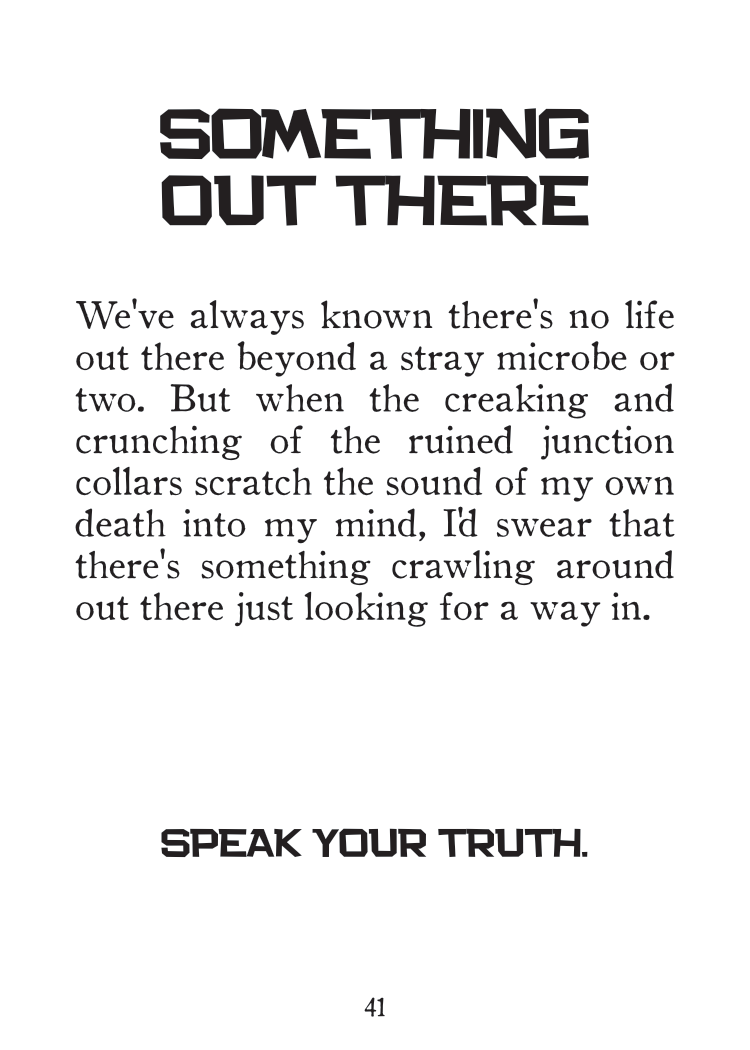 SOMETHING
OUT THERE
We've always known there's no life
out there beyond a stray microbe or
two. But when the creaking and
crunching of the ruined junction
collars scratch the sound of my own
death into my mind, I'd swear that
there's something crawling around
out there just looking for a way in.
SPEAK YOUR TRUTH.
41